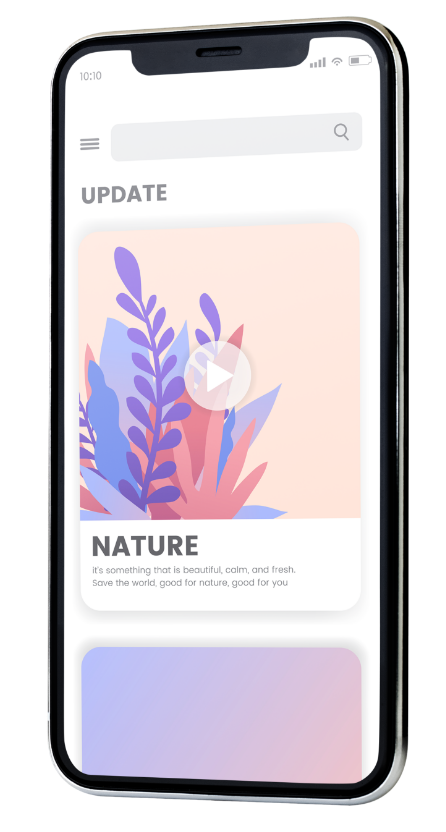 10:10
UPDATE
NATURE
it's something that is beautiful, calm, and fresh.
Save the world, good for nature, good for you